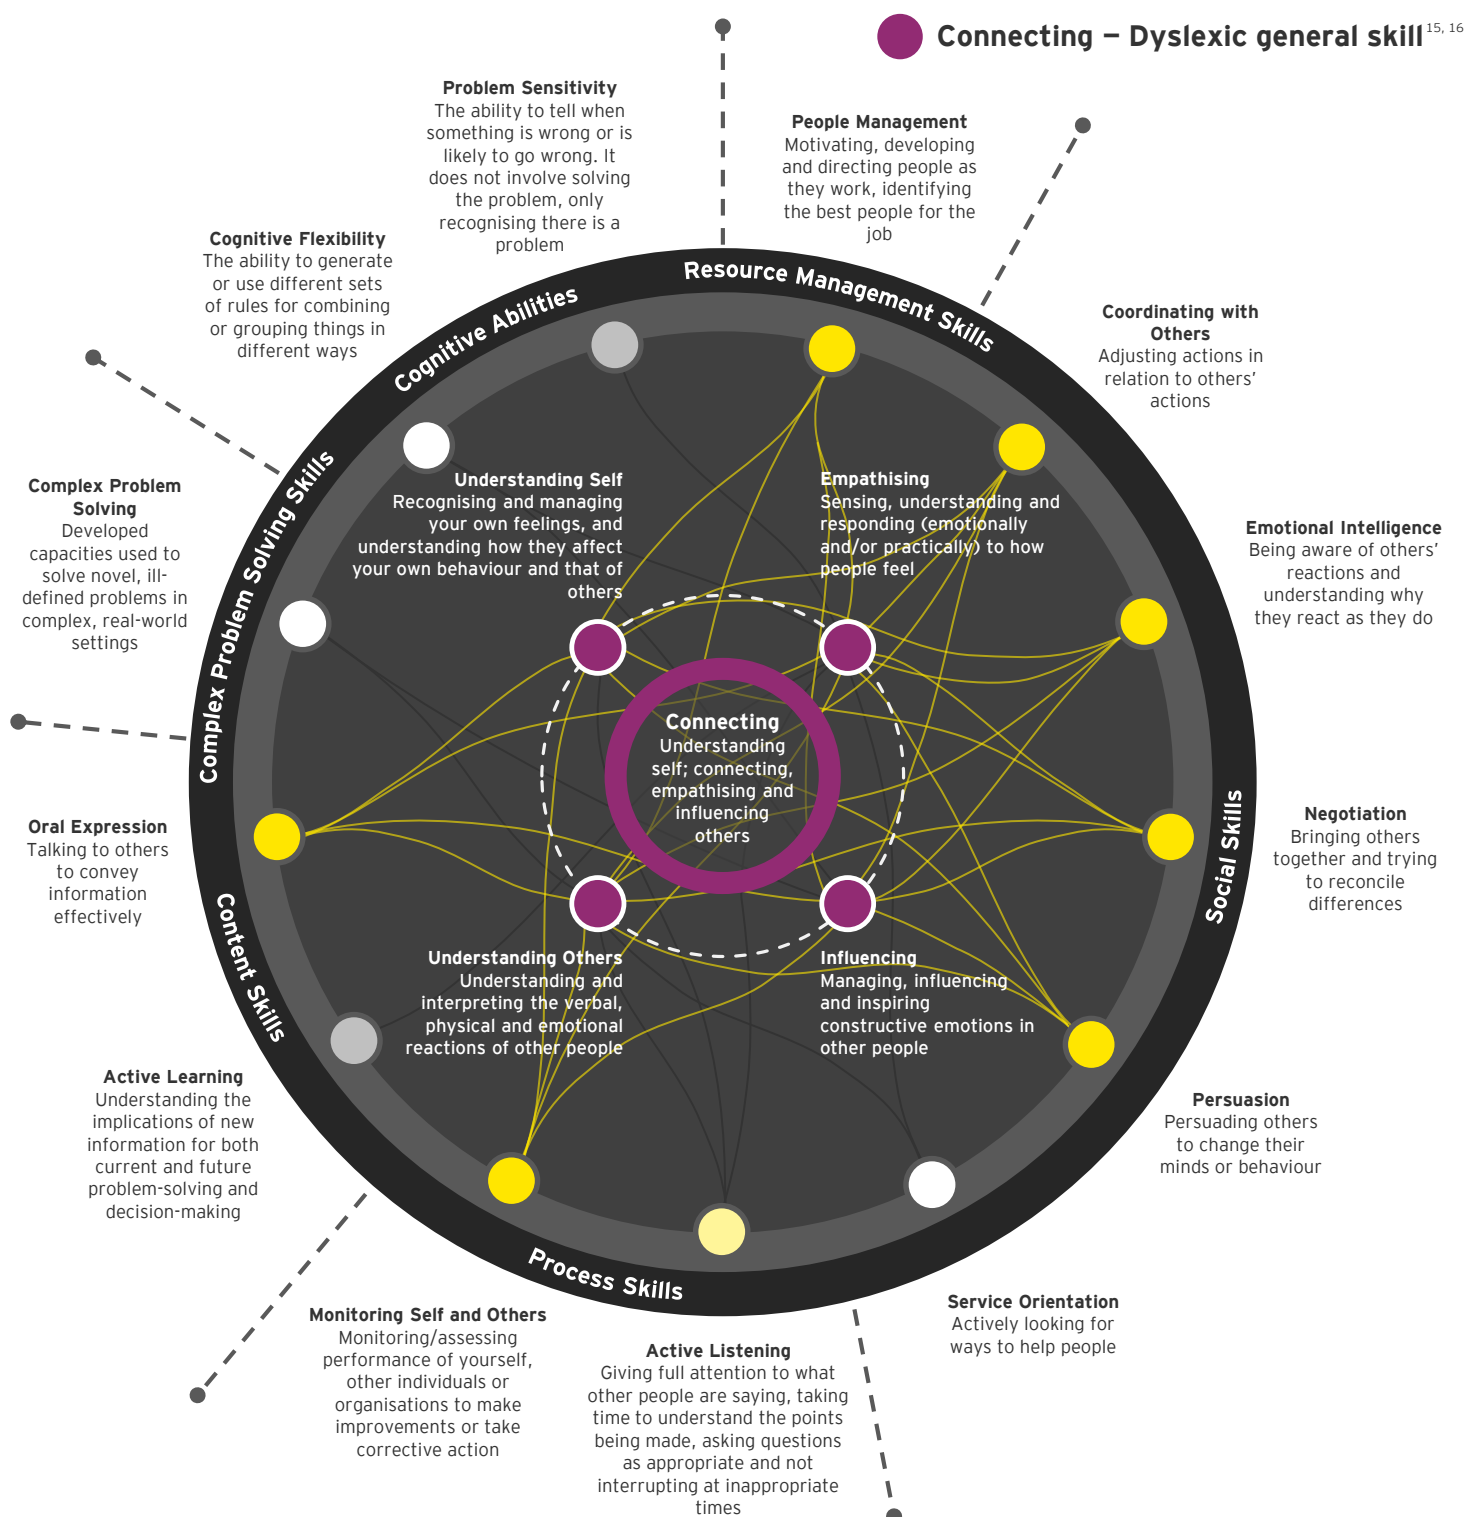 Connecting – Dyslexic general skill 15, 16
Problem Sensitivity
The ability to tell when
something is wrong or is
likely to go wrong. It
does not involve solving
the problem, only
recognising there is a
problem
People Management
Motivating, developing
and directing people as
they work, identifying
the best people for the
job
Cognitive Flexibility
The ability to generate
or use different sets
of rules for combining
or grouping things in
different ways
Coordinating with
Others
Adjusting actions in
relation to others’
actions
Complex Problem
Solving
Developed
capacities used to
solve novel, ill-
defined problems in
complex, real-world
settings
Emotional Intelligence
Being aware of others’
reactions and
understanding why
they react as they do
Oral Expression
Talking to others
to convey
information
effectively
Negotiation
Bringing others
together and trying
to reconcile
differences
Active Learning
Understanding the
implications of new
information for both
current and future
problem-solving and
decision-making
Persuasion
Persuading others
to change their
minds or behaviour
Monitoring Self and Others
Monitoring/assessing
performance of yourself,
other individuals or
organisations to make
improvements or take
corrective action
Active Listening
Giving full attention to what
other people are saying, taking
time to understand the points
being made, asking questions
as appropriate and not
interrupting at inappropriate
times
Service Orientation
Actively looking for
ways to help people
Cognitive Abilities
Resource Management Skills
Complex Problem Solving Skills
Social Skills
Content Skills
Process Skills
Understanding Self
Recognising and managing
your own feelings, and
understanding how they affect
your own behaviour and that of
others
Empathising
Sensing, understanding and
responding (emotionally
and/or practically) to how
people feel
Connecting
Understanding
self; connecting,
empathising and
influencing
others
Understanding Others
Understanding and
interpreting the verbal,
physical and emotional
reactions of other people
Influencing
Managing, influencing
and inspiring
constructive emotions in
other people